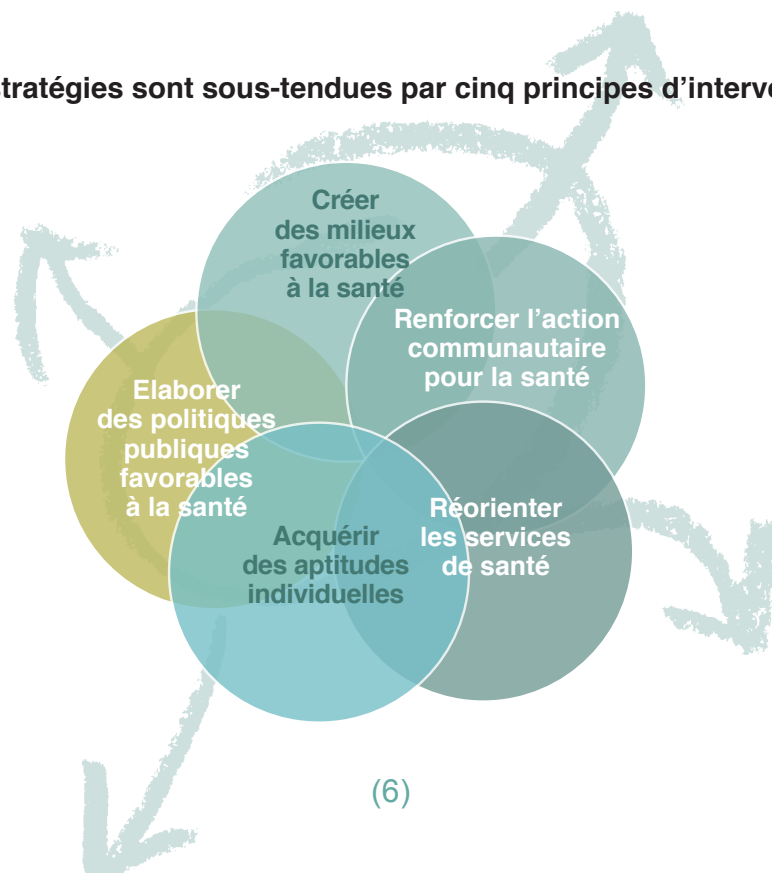 stratégies sont sous-tendues par cinq principes d’interve
Créer
des milieux
favorables
à la santé
Renforcer l’action
communautaire
pour la santé
Elaborer
des politiques
publiques
favorables
à la santé
Réorienter
les services
de santé
Acquérir
des aptitudes
individuelles
(6)